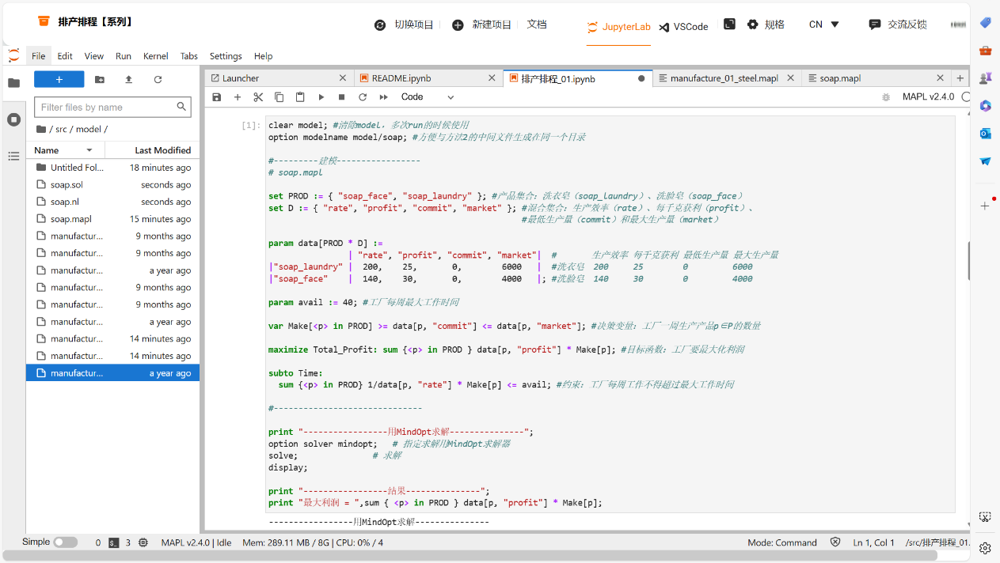 排产排程【系列】
切换项目
新建项目
文档
JupyterLab
VSCode
规格
CN
交流反馈
File Edit View Run Kernel Tabs Settings Help
Launcher
README.ipynb
排产排程_01.ipynb
manufacture_01_steel.mapl
soap.mapl
Code
MAPL v2.4.0
Filter files by name
/ src / model /
Name Last Modified
Untitled Fol... 18 minutes ago
soap.sol seconds ago
soap.nl seconds ago
soap.mapl 15 minutes ago
manufactur... 9 months ago
manufactur... 9 months ago
manufactur... a year ago
manufactur... 9 months ago
manufactur... 9 months ago
manufactur... a year ago
manufactur... 14 minutes ago
manufactur... 14 minutes ago
manufactur... a year ago
[1]: clear model; #清除model，多次run的时候使用
option modelname model/soap; #方便与方法2的中间文件生成在同一个目录
#---------建模----------------
# soap.mapl
set PROD := { "soap_face", "soap_laundry" }; #产品集合：洗衣皂（soap_laundry）、洗脸皂（soap_face）
set D := { "rate", "profit", "commit", "market" }; #混合集合：生产效率（rate）、每千克获利（profit）、
#最低生产量（commit）和最大生产量（market）
param data[PROD * D] :=
| "rate", "profit", "commit", "market"| # 生产效率 每千克获利 最低生产量 最大生产量
|"soap_laundry" | 200, 25, 0, 6000 | #洗衣皂 200 25 0 6000
|"soap_face" | 140, 30, 0, 4000 |; #洗脸皂 140 30 0 4000
param avail := 40; #工厂每周最大工作时间
var Make[<p> in PROD] >= data[p, "commit"] <= data[p, "market"]; #决策变量：工厂一周生产产品p∈P的数量
maximize Total_Profit: sum {<p> in PROD } data[p, "profit"] * Make[p]; #目标函数：工厂要最大化利润
subto Time:
sum {<p> in PROD} 1/data[p, "rate"] * Make[p] <= avail; #约束：工厂每周工作不得超过最大工作时间
#-----------------------------
print "-----------------用MindOpt求解---------------";
option solver mindopt; # 指定求解用MindOpt求解器
solve; # 求解
display;
print "-----------------结果---------------";
print "最大利润 = ",sum { <p> in PROD } data[p, "profit"] * Make[p];
-----------------用MindOpt求解---------------
Simple 0 $_ 3 MAPL v2.4.0 | Idle Mem: 289.11 MB / 8G | CPU: 0% / 4 Mode: Command Ln 1, Col 1 /src/排产排程_01.